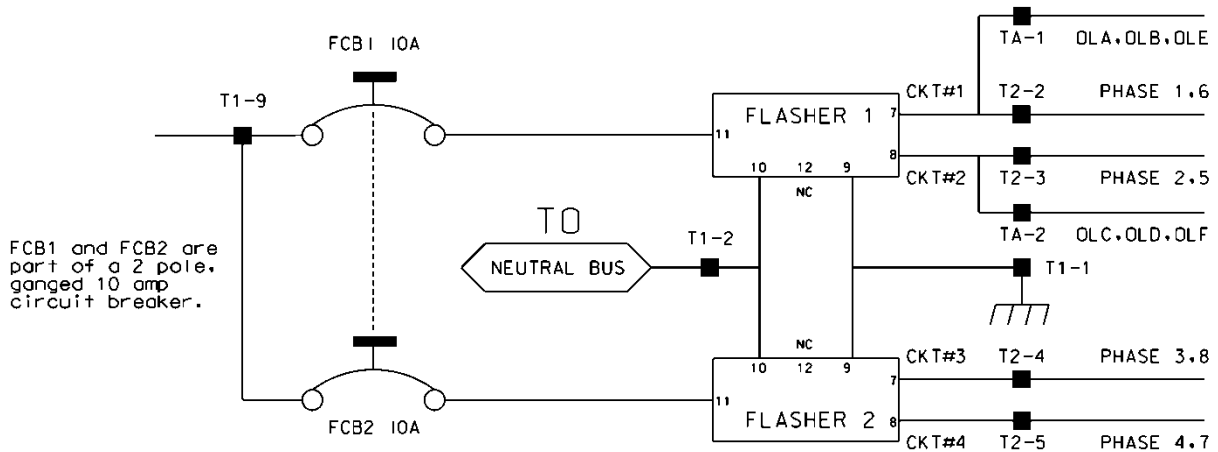 TA-1 OLA,OLB,OLE
FCB1 10A
T1-9
CKT#1 T2-2 PHASE 1,6
FLASHER 1
7
11
8
10 12 9
NC
CKT#2 T2-3 PHASE 2,5
TA-2 OLC,OLD,OLF
TO
NEUTRAL BUS
T1-2
T1-1
FCB1 and FCB2 are
part of a 2 pole,
ganged 10 amp
circuit breaker.
NC
10 12 9
CKT#3 T2-4 PHASE 3,8
7
11
FLASHER 2
8
FCB2 10A
CKT#4 T2-5 PHASE 4,7